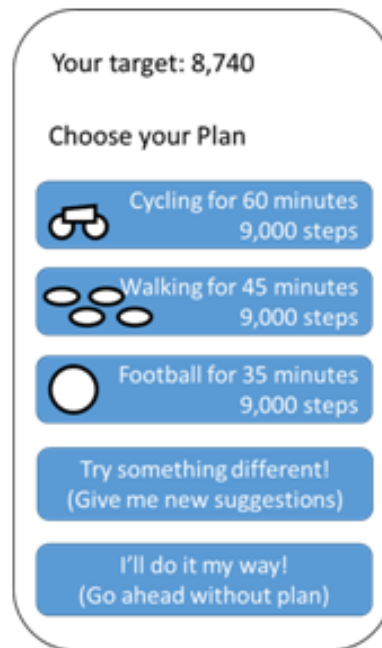 Your target: 8,740
Choose your Plan
Cycling for 60 minutes
9,000 steps
Walking for 45 minutes
9,000 steps
Football for 35 minutes
9,000 steps
Try something different!
(Give me new suggestions)
I'll do it my way!
(Go ahead without plan)